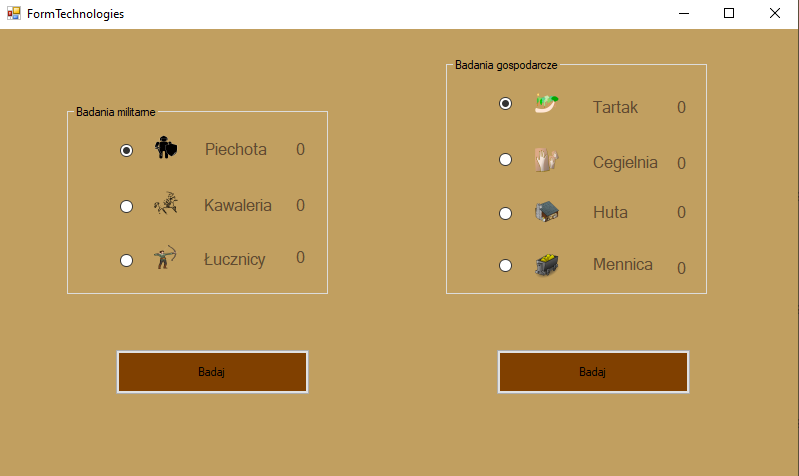 FormTechnologies
Badania militarne
Piechota 0
Kawaleria 0
Łucznicy 0
Badaj
Badania gospodarcze
Tartak 0
Cegielnia 0
Huta 0
Mennica 0
Badaj